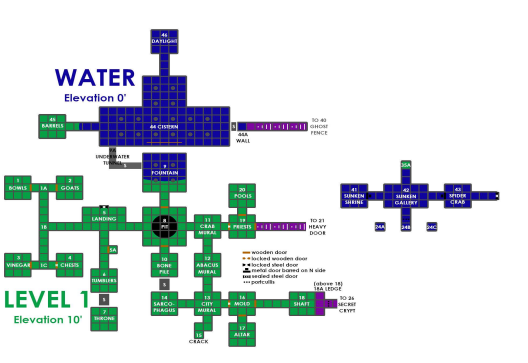 46
DAYLIGHT
WATER
Elevation 0'
45
BARRELS
44 CISTERN
TO 40
GHOST
FENCE
44A
WALL
UNDERWATER
TUNNEL
S
9
FOUNTAIN
1
BOWLS
1A
2
GOATS
20
POOLS
5
LANDING
1B
8
PIT
11
CRAB
MURAL
19
PRIESTS
TO 21
HEAVY
DOOR
5A
3
VINEGAR
1C
4
CHESTS
10
BONE
PILE
12
ABACUS
MURAL
6
TUMBLERS
S
S
7
THRONE
14
SARCO-
PHAGUS
13
CITY
MURAL
16
MOLD
18
SHAFT
(above 18)
18A LEDGE
TO 26
SECRET
CRYPT
15
CRACK
17
ALTAR
LEVEL 1
Elevation 10'
wooden door
locked wooden door
locked steel door
metal door barred on N side
sealed steel door
portcullis
25A
41
SUNKEN
SHRINE
42
SUNKEN
GALLERY
43
SPIDER
CRAB
24A
24B
24C